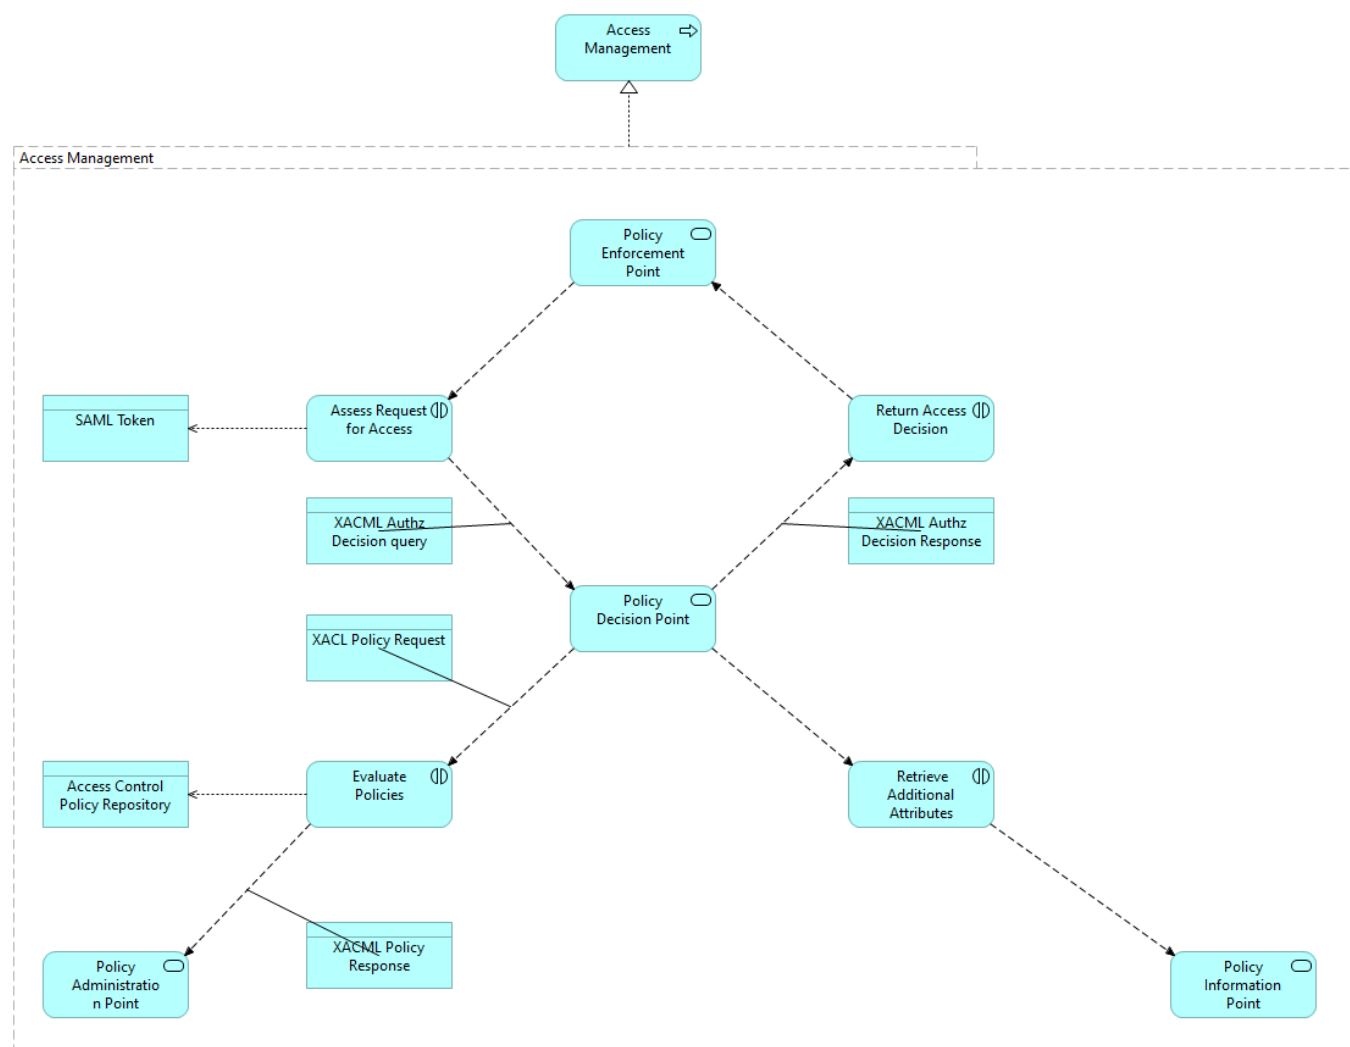 Access
Management
Access Management
Policy
Enforcement
Point
SAML Token
Assess Request
for Access
Return Access
Decision
XACML Authz
Decision query
XACML Authz
Decision Response
Policy
Decision Point
XACL Policy Request
Access Control
Policy Repository
Evaluate
Policies
Retrieve
Additional
Attributes
XACML Policy
Response
Policy
Administratio
n Point
Policy
Information
Point